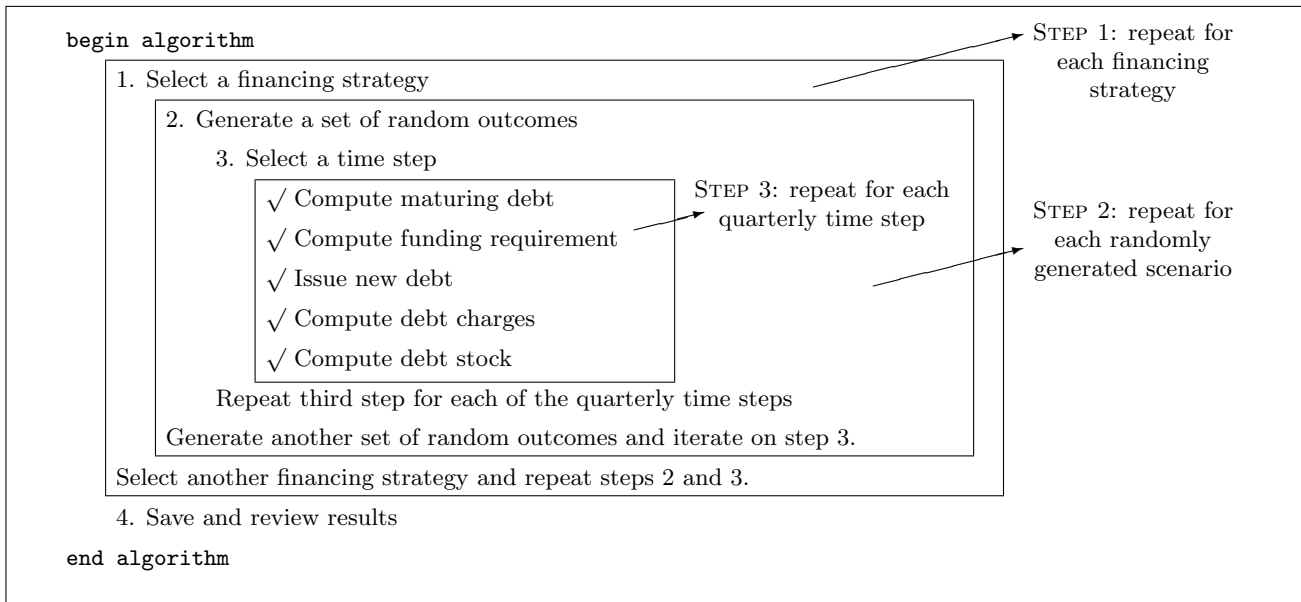 begin algorithm
1. Select a financing strategy
2. Generate a set of random outcomes
3. Select a time step
√ Compute maturing debt
√ Compute funding requirement
√ Issue new debt
√ Compute debt charges
√ Compute debt stock
Repeat third step for each of the quarterly time steps
Generate another set of random outcomes and iterate on step 3.
Select another financing strategy and repeat steps 2 and 3.
4. Save and review results
end algorithm
STEP 1: repeat for
each financing
strategy
STEP 3: repeat for each
quarterly time step
STEP 2: repeat for
each randomly
generated scenario